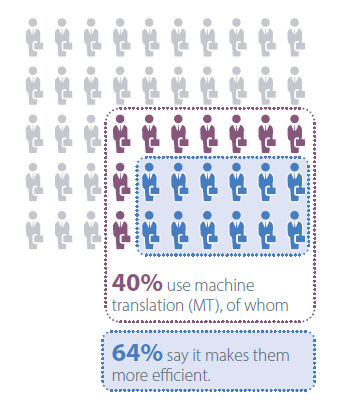 40% use machine
translation (MT), of whom
64% say it makes them
more efficient.